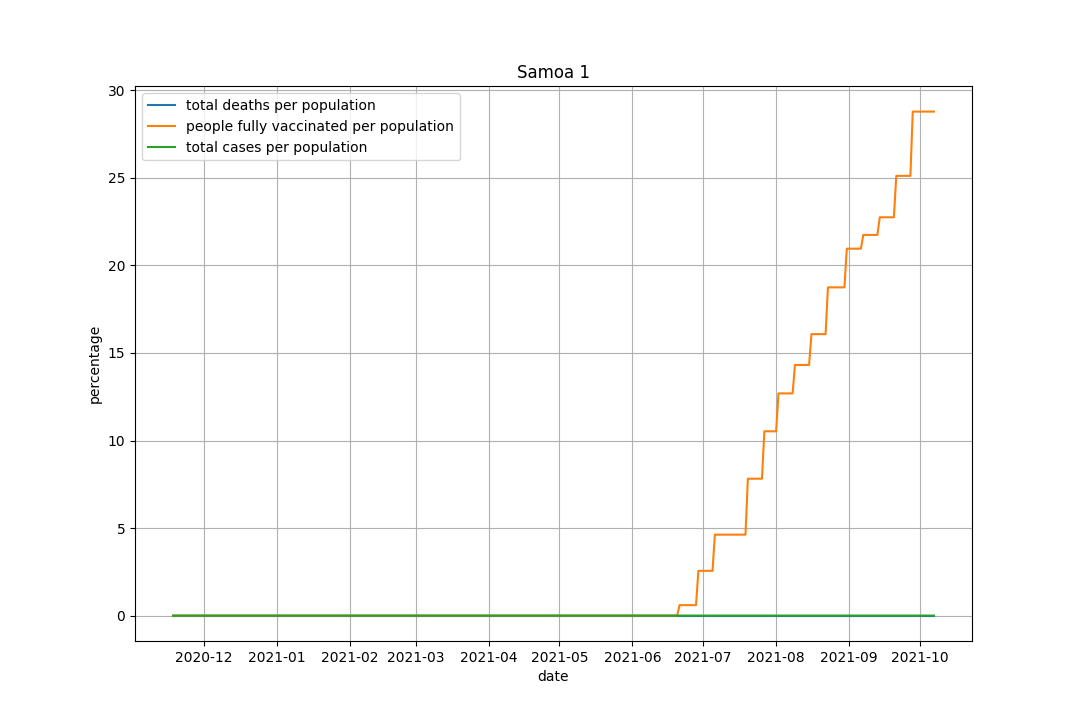 Samoa 1
total deaths per population
people fully vaccinated per population
total cases per population
percentage
30
25
20
15
10
5
0
2020-12 2021-01 2021-02 2021-03 2021-04 2021-05 2021-06 2021-07 2021-08 2021-09 2021-10
date